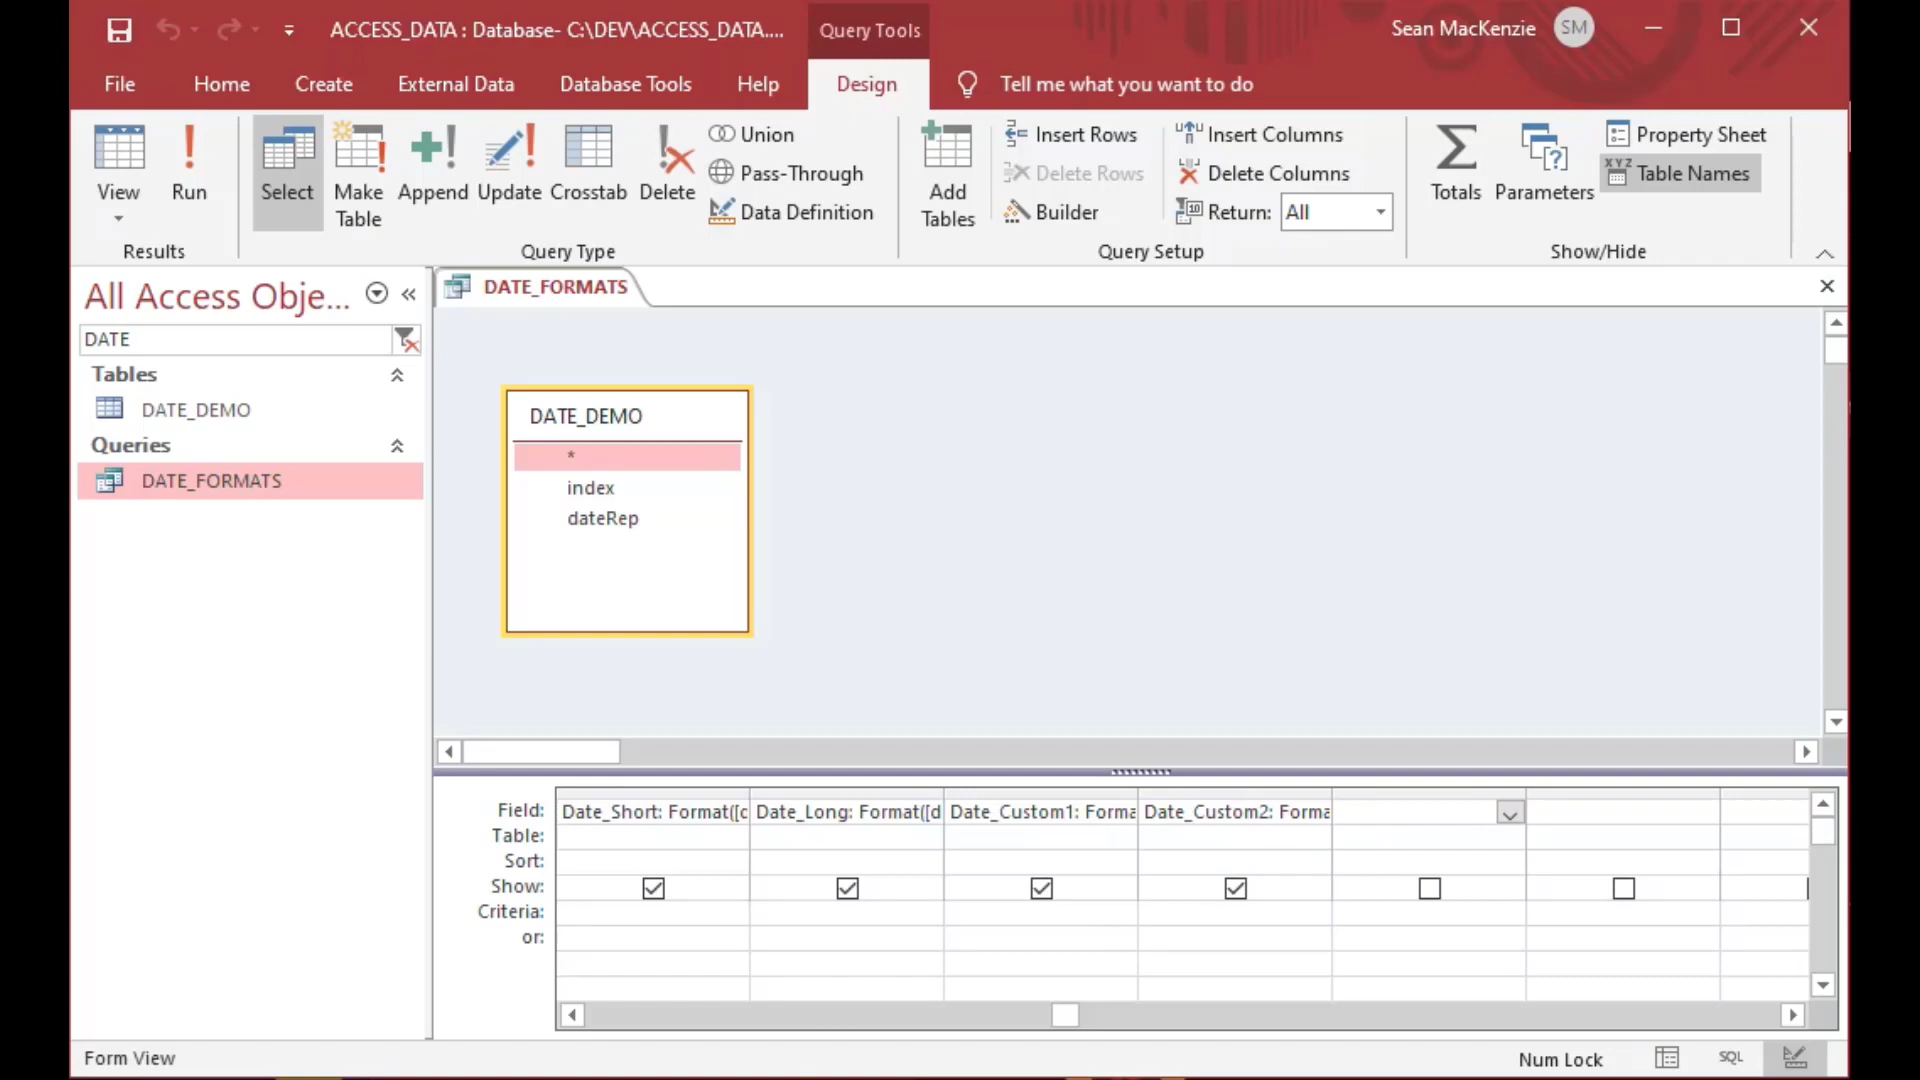 ACCESS_DATA : Database- C:\DEV\ACCESS_DATA....
Query Tools
Sean MacKenzie
SM
File
Home
Create
External Data
Database Tools
Help
Design
Tell me what you want to do
View
Run
Results
Select
Make
Table
Append
Update
Crosstab
Delete
Union
Pass-Through
Data Definition
Query Type
Add
Tables
Insert Rows
Delete Rows
Builder
Insert Columns
Delete Columns
Return: All
Query Setup
Totals
Parameters
Property Sheet
XYZ
Table Names
Show/Hide
All Access Obje...
DATE
Tables
DATE_DEMO
Queries
DATE_FORMATS
DATE_FORMATS
DATE_DEMO
*
index
dateRep
Field:
Table:
Sort:
Show:
Criteria:
or:
Date_Short: Format([c
Date_Long: Format([d
Date_Custom1: Forma
Date_Custom2: Forma
Form View
Num Lock
SQL